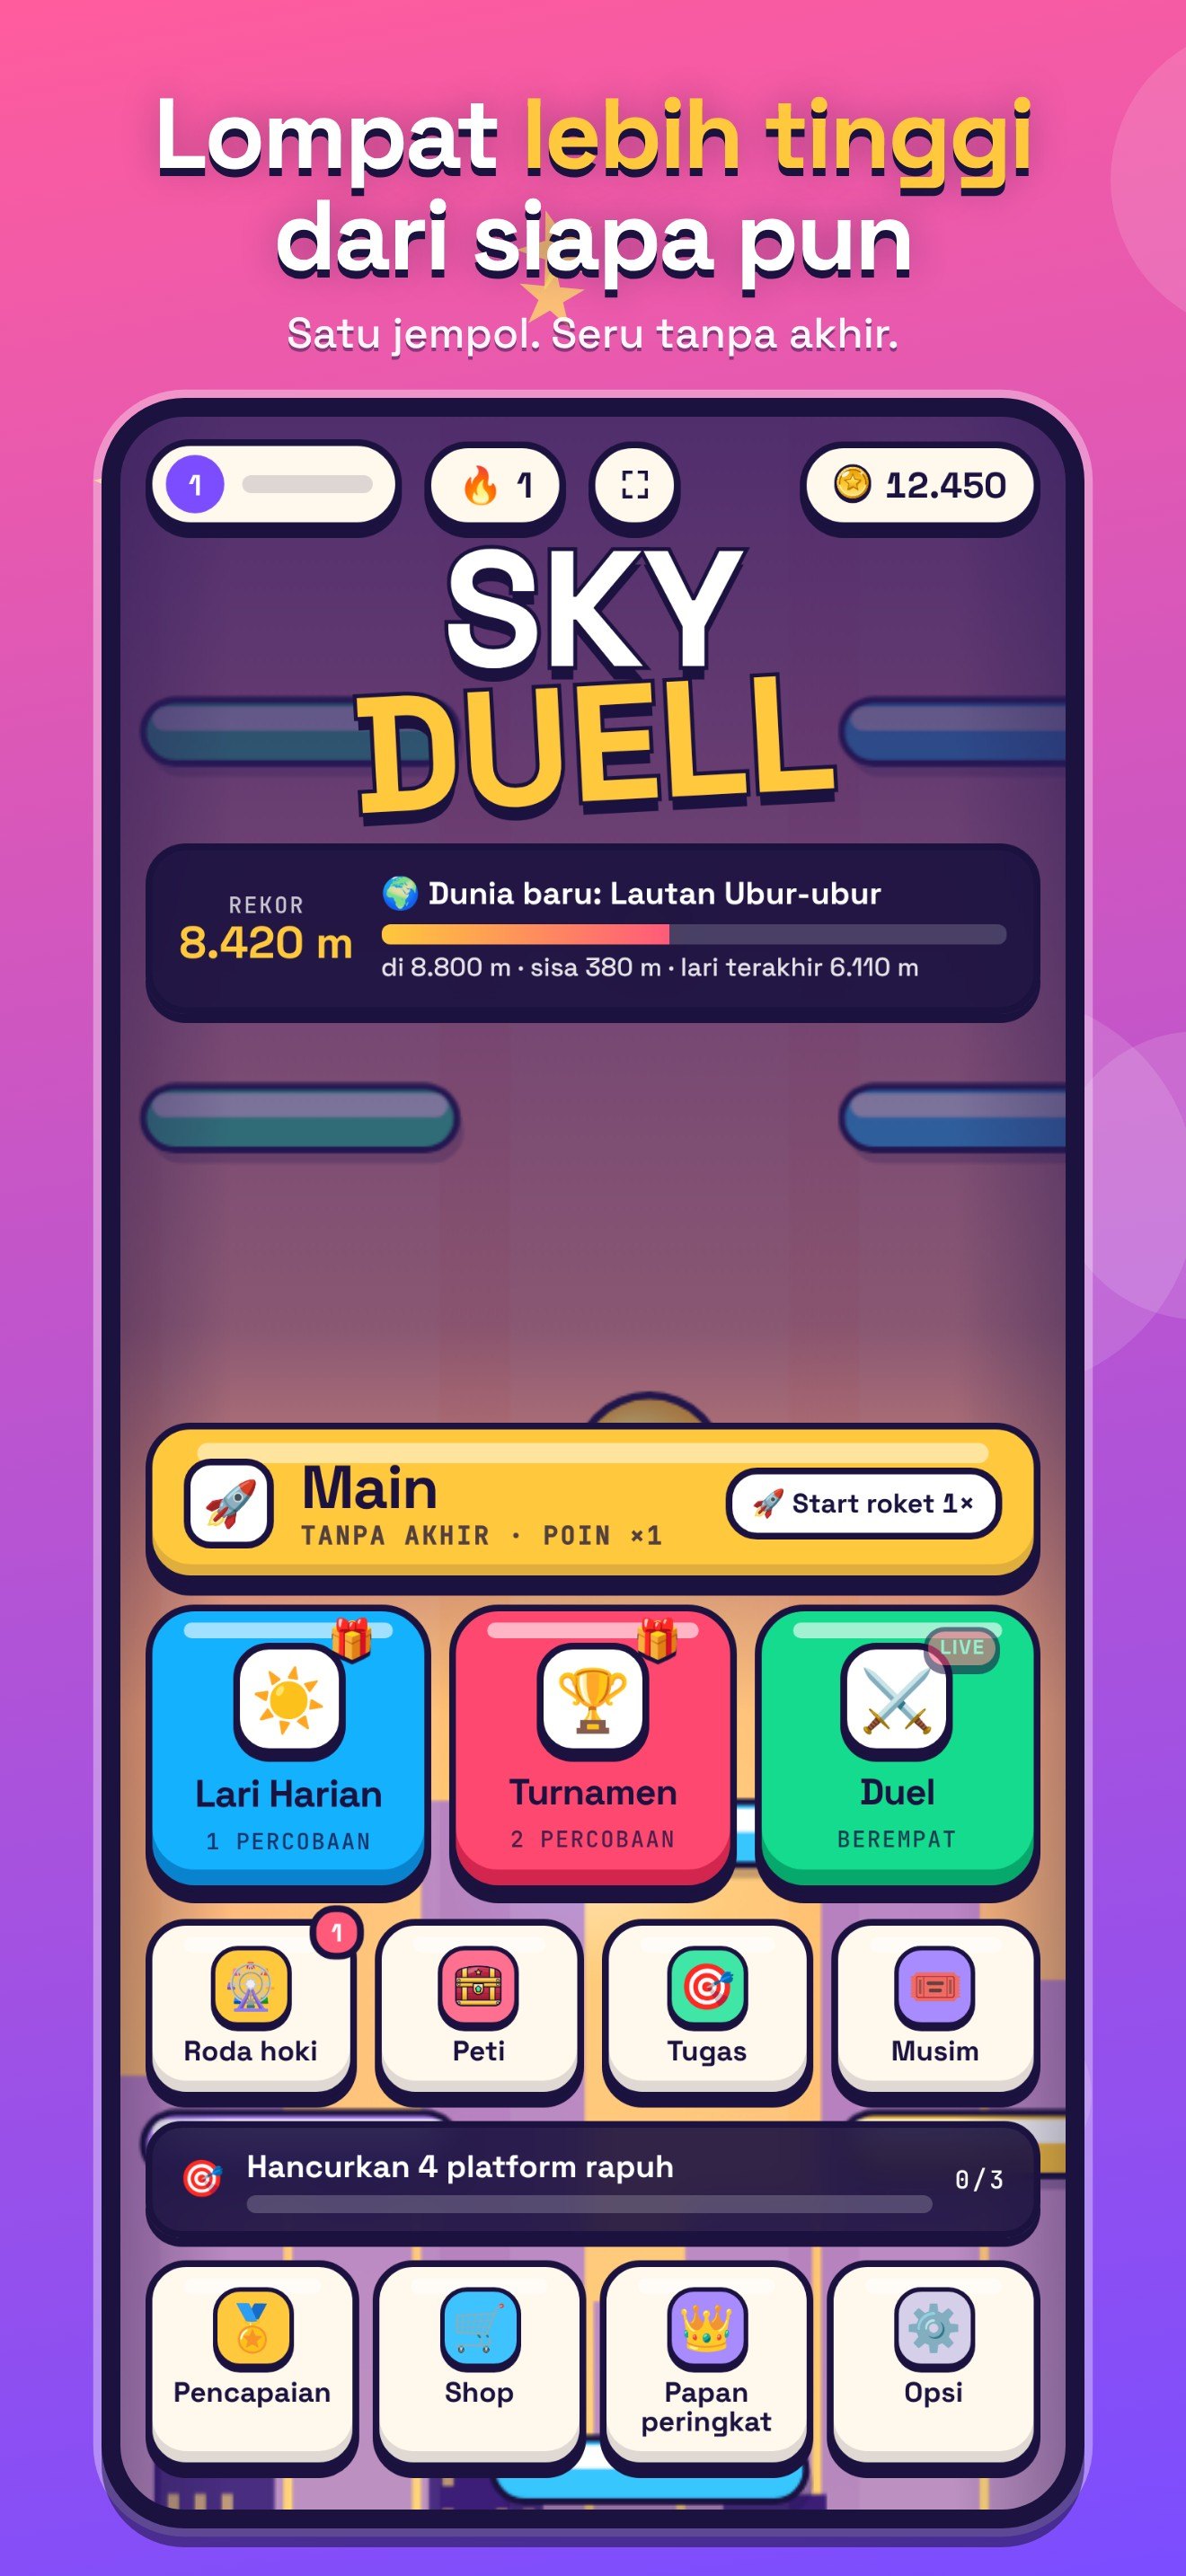 Lompat lebih tinggi
dari siapa pun
Satu jempol. Seru tanpa akhir.
1
1
12.450
SKY
DUELL
REKOR
8.420 m
Dunia baru: Lautan Ubur-ubur
di 8.800 m · sisa 380 m · lari terakhir 6.110 m
Main
TANPA AKHIR · POIN ×1
Start roket 1×
LIVE
Lari Harian
1 PERCOBAAN
Turnamen
2 PERCOBAAN
Duel
BEREMPAT
1
Roda hoki
Peti
Tugas
Musim
Hancurkan 4 platform rapuh
0/3
Pencapaian
Shop
Papan
peringkat
Opsi